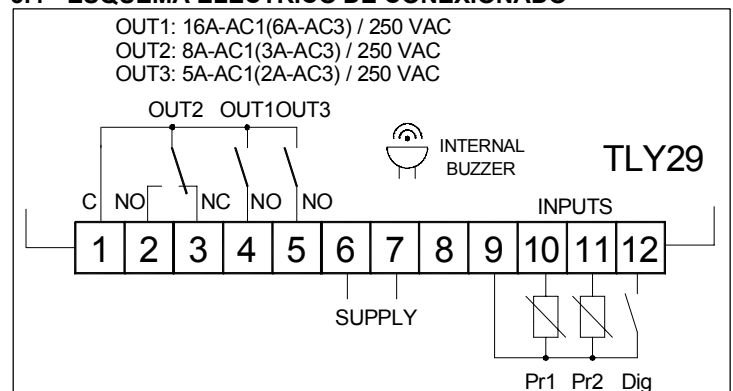 OUT1: 16A-AC1(6A-AC3) / 250 VAC
OUT2: 8A-AC1(3A-AC3) / 250 VAC
OUT3: 5A-AC1(2A-AC3) / 250 VAC
OUT2 OUT1OUT3
INTERNAL
BUZZER
TLY29
C NO NC NO NO
INPUTS
1 2 3 4 5 6 7 8 9 10 11 12
SUPPLY
Pr1 Pr2 Dig